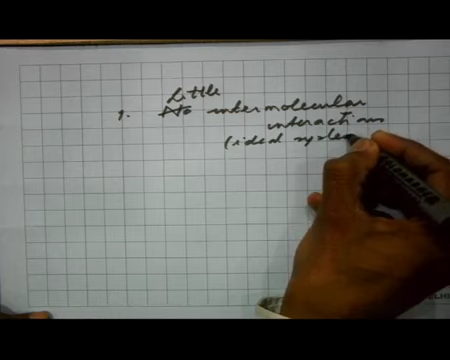 Little
1. No intermolecular
interactions
(ideal system